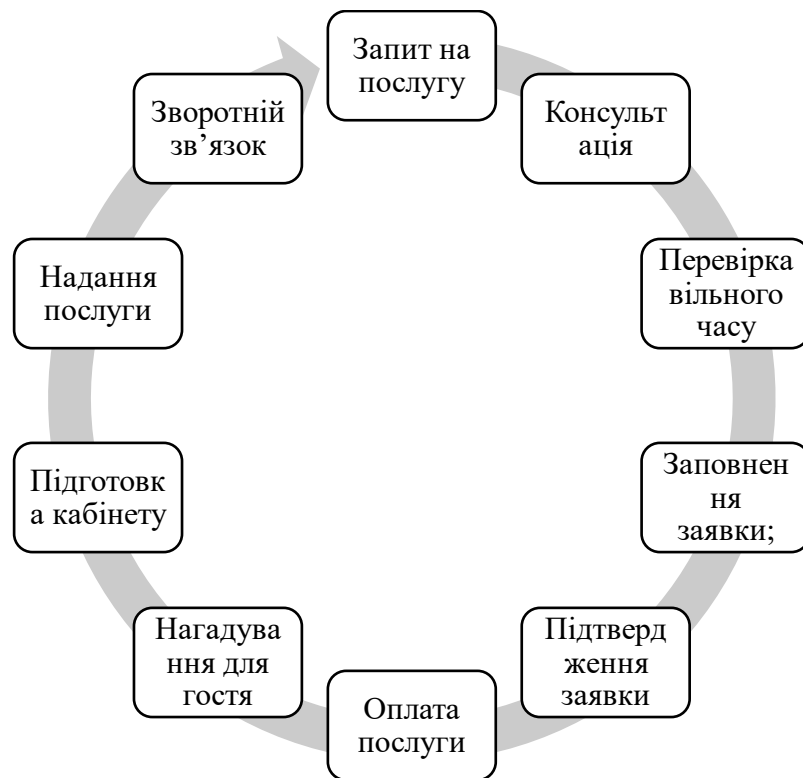 Запит на
послугу
Консульт
ація
Перевірка
вільного
часу
Заповнен
ня
заявки;
Підтверд
ження
заявки
Оплата
послуги
Нагадува
ння для
гостя
Підготовк
а кабінету
Надання
послуги
Зворотній
зв’язок